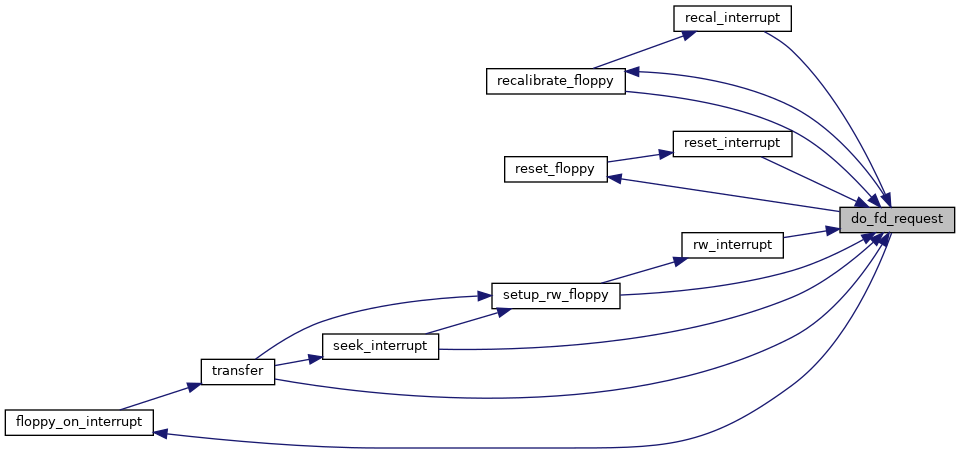 recal_interrupt
recalibrate_floppy
reset_interrupt
reset_floppy
do_fd_request
rw_interrupt
setup_rw_floppy
seek_interrupt
transfer
floppy_on_interrupt